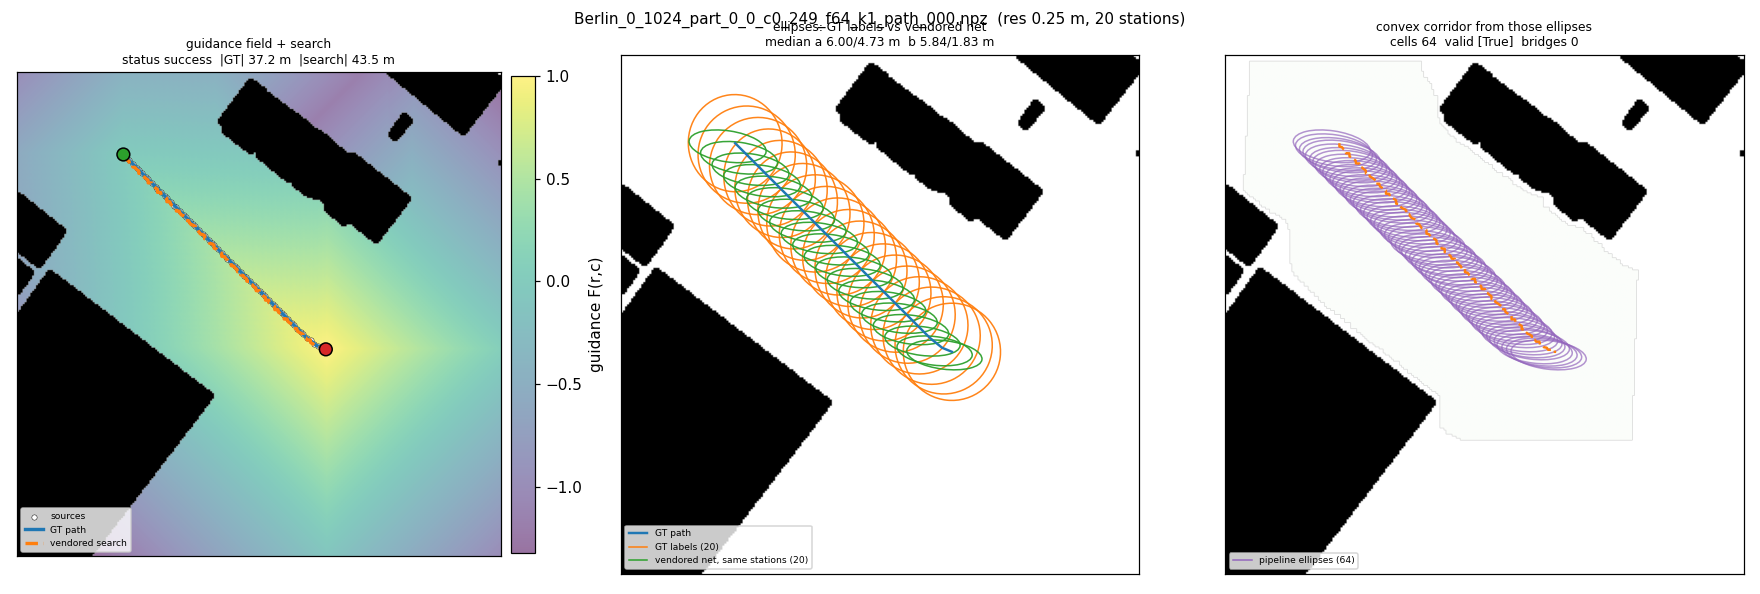 Berlin_0_1024_part_0_0_c0_249_f64_k1_path_000.npz  (res 0.25 m, 20 stations)
guidance field + search
status success  |GT| 37.2 m  |search| 43.5 m
1.0
0.5
0.0
−0.5
−1.0
guidance F(r,c)
sources
GT path
vendored search
ellipses: GT labels vs vendored net
median a 6.00/4.73 m  b 5.84/1.83 m
GT path
GT labels (20)
vendored net, same stations (20)
convex corridor from those ellipses
cells 64  valid [True]  bridges 0
pipeline ellipses (64)